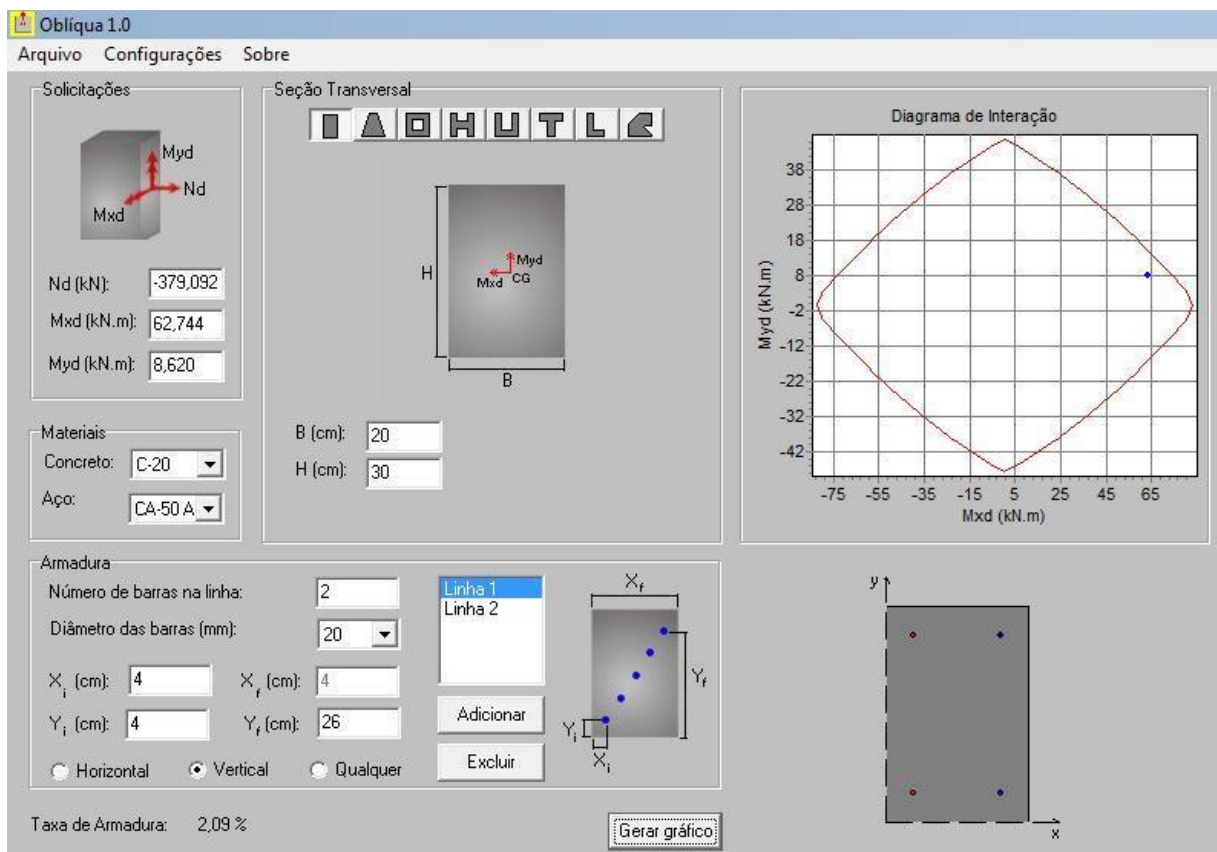 Oblíqua 1.0
Arquivo Configurações Sobre
Solicitações
Myd
Nd
Mxd
Nd (kN): -379,092
Mxd (kN.m): 62,744
Myd (kN.m): 8,620
Materiais
Concreto: C-20
Aço: CA-50 A
Seção Transversal
H
Myd
Mxd CG
B
B (cm): 20
H (cm): 30
Diagrama de Interação
Myd (kN.m)
38
28
18
8
-2
-12
-22
-32
-42
-75 -55 -35 -15 5 25 45 65
Mxd (kN.m)
Armadura
Número de barras na linha: 2
Diâmetro das barras (mm): 20
Xi (cm): 4 Xf (cm): 4
Yi (cm): 4 Yf (cm): 26
Horizontal Vertical Qualquer
Linha 1
Linha 2
Adicionar
Excluir
Xf
Yf
Yi
Xi
Taxa de Armadura: 2,09 %
Gerar gráfico
y
x